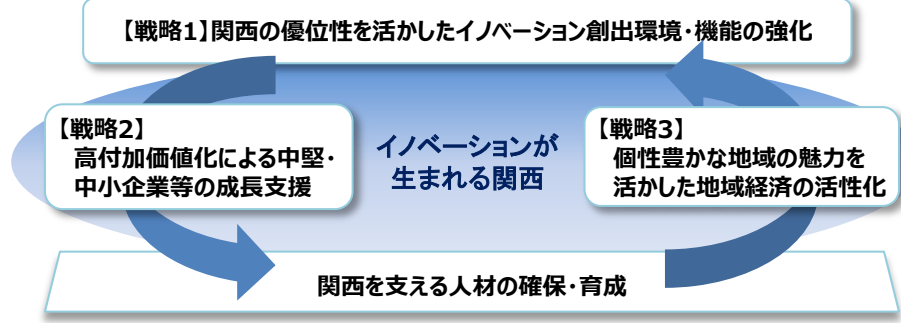 【戦略1】関西の優位性を活かしたイノベーション創出環境・機能の強化
【戦略2】
高付加価値化による中堅・
中小企業等の成長支援
イノベーションが
生まれる関西
【戦略3】
個性豊かな地域の魅力を
活かした地域経済の活性化
関西を支える人材の確保・育成